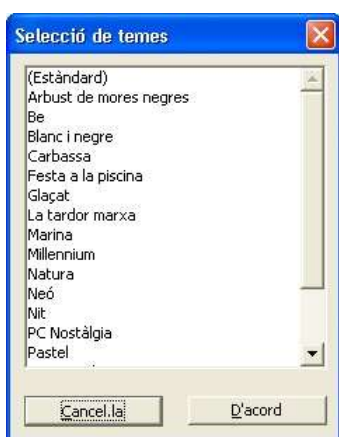 Selecció de temes
(Estàndard)
Arbust de mores negres
Be
Blanc i negre
Carbassa
Festa a la piscina
Glaçat
La tardor marxa
Marina
Millennium
Natura
Neó
Nit
PC Nostàlgia
Pastel
Cancel.la
D'acord